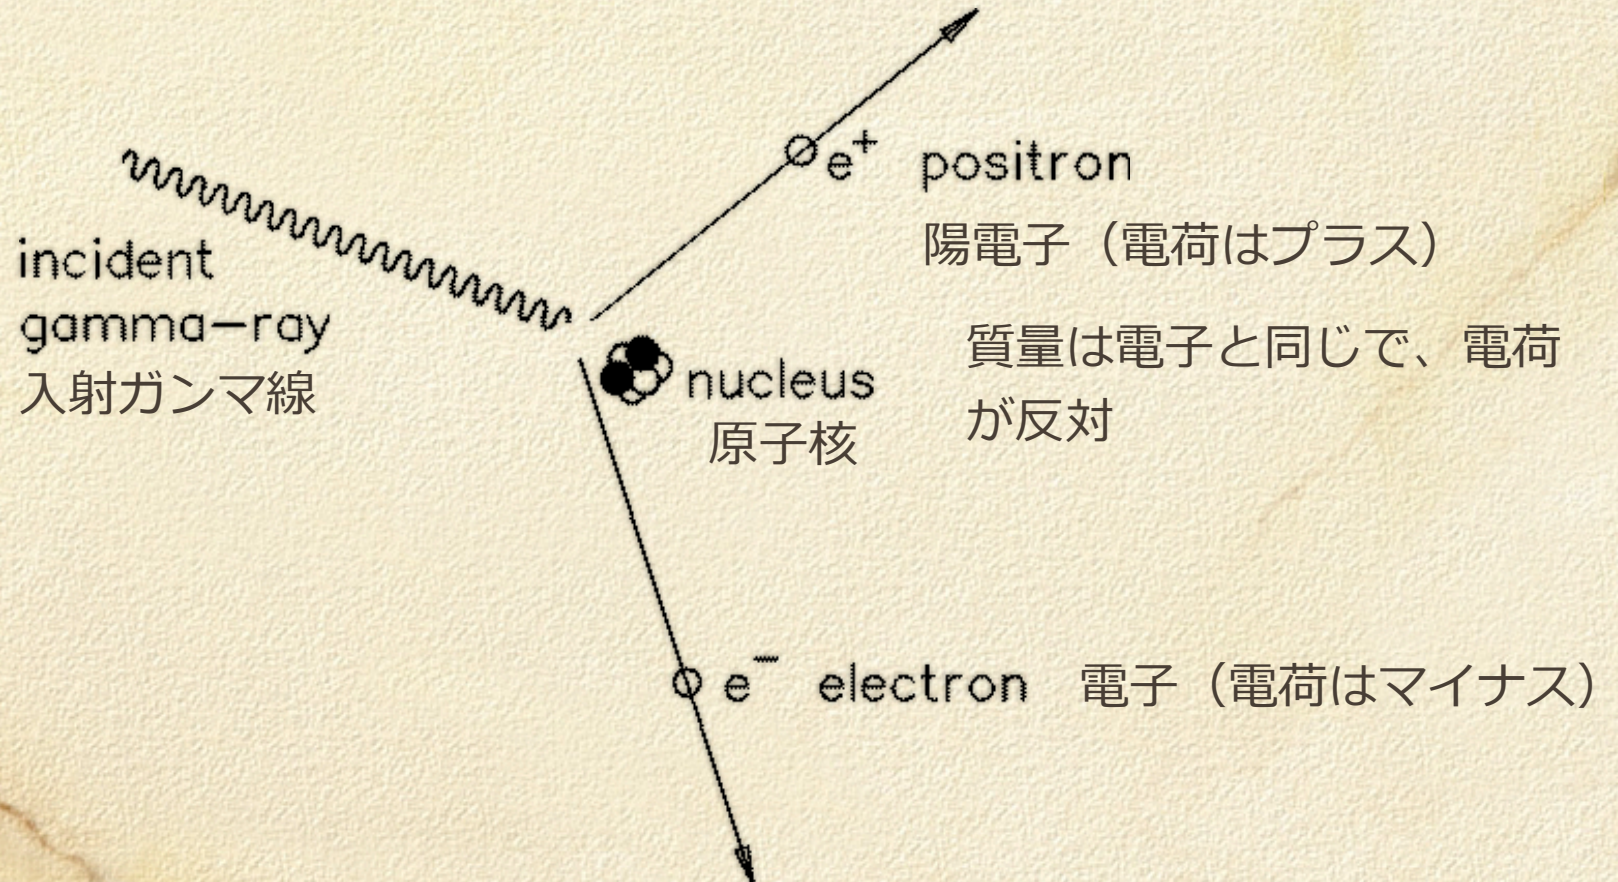 e⁺ positron
陽電子（電荷はプラス）
質量は電子と同じで、電荷
が反対
incident
gamma-ray
入射ガンマ線
nucleus
原子核
e⁻ electron 電子（電荷はマイナス）